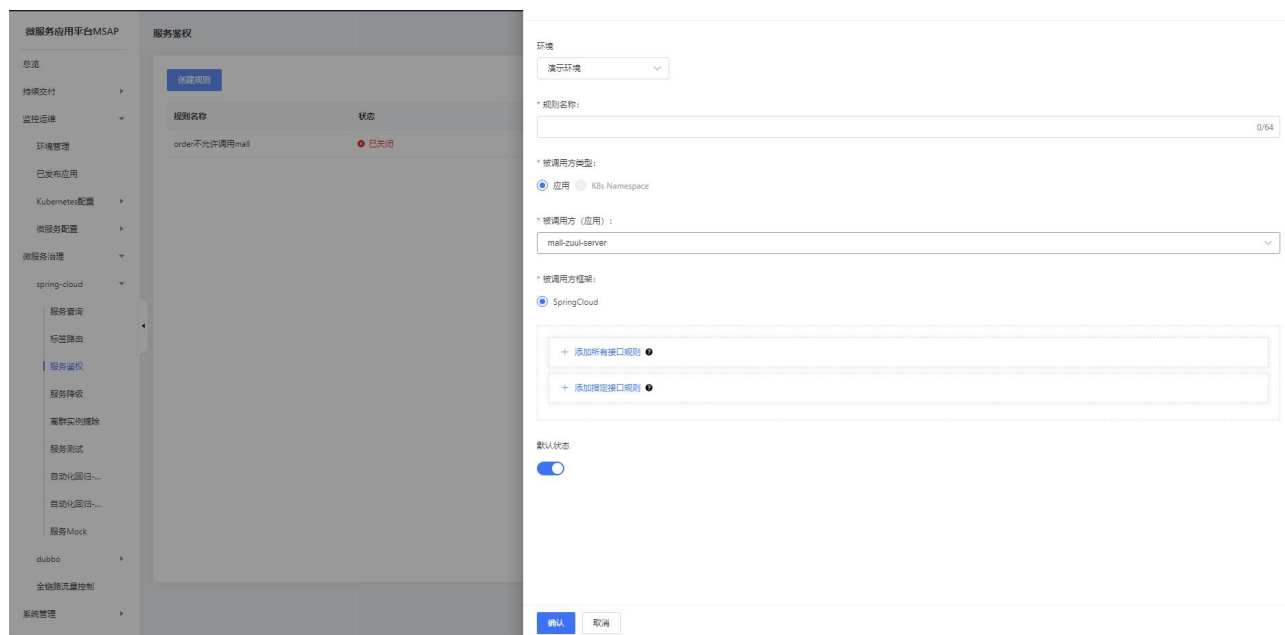 微服务应用平台MSAP
总览
持续交付
监控运维
环境管理
已发布应用
Kubernetes配置
微服务配置
微服务治理
spring-cloud
服务查询
标签路由
服务鉴权
服务降级
离群实例摘除
服务测试
自动化回归-...
自动化回归-...
服务Mock
dubbo
全链路流量控制
系统管理
服务鉴权
创建规则
规则名称 状态
order不允许调用mall 已关闭
环境
演示环境
* 规则名称:
0/64
* 被调用方类型:
应用 K8s Namespace
* 被调用方（应用）:
mall-zuul-server
* 被调用方框架:
SpringCloud
+ 添加所有接口规则
+ 添加指定接口规则
默认状态
确认 取消